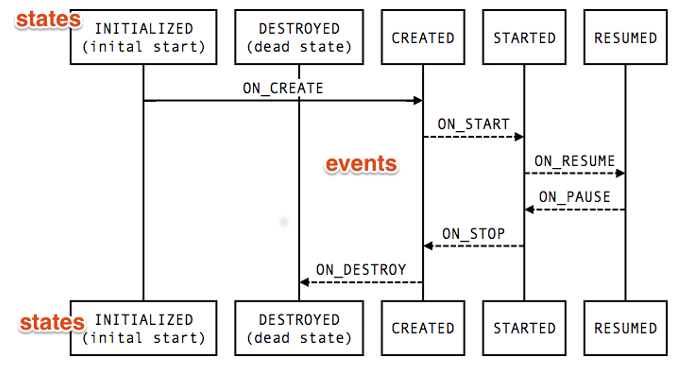 states
INITIALIZED
(inital start)
DESTROYED
(dead state)
CREATED
STARTED
RESUMED
ON_CREATE
ON_START
events
ON_RESUME
ON_PAUSE
ON_STOP
ON_DESTROY
states
INITIALIZED
(inital start)
DESTROYED
(dead state)
CREATED
STARTED
RESUMED